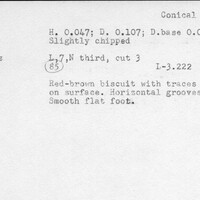 Conical
H. 0.047; D. 0.107; D.base 0.0
Slightly chipped
L,7,N third, cut 3
85
L-3.222
Red-brown biscuit with traces
on surface. Horizontal grooves
Smooth flat foot.